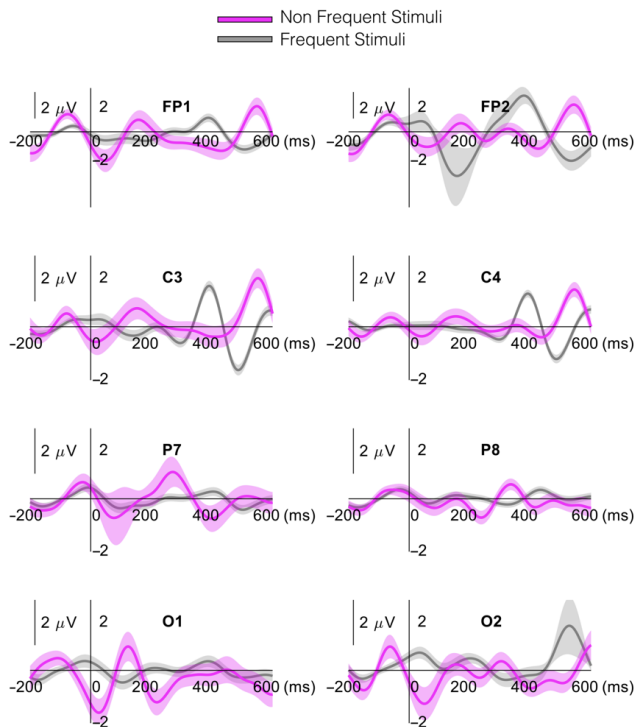 Non Frequent Stimuli
Frequent Stimuli
2 μV 2 FP1
-200 0 200 400 600 (ms)
-2
2 μV 2 FP2
-200 0 200 400 600 (ms)
-2
2 μV 2 C3
-200 0 200 400 600 (ms)
-2
2 μV 2 C4
-200 0 200 400 600 (ms)
-2
2 μV 2 P7
-200 0 200 400 600 (ms)
-2
2 μV 2 P8
-200 0 200 400 600 (ms)
-2
2 μV 2 O1
-200 0 200 400 600 (ms)
-2
2 μV 2 O2
-200 0 200 400 600 (ms)
-2